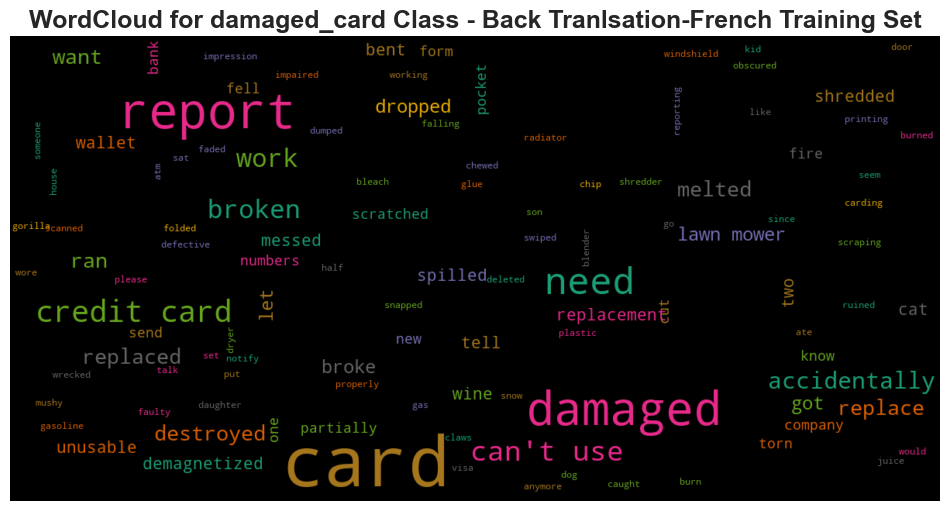 WordCloud for damaged_card Class - Back Tranlsation-French Training Set
want
bank
impression
bent
form
windshield
kid
door
obscured
impaired
working
fell
pocket
shredded
report
dropped
reporting
like
printing
falling
someone
wallet
dumped
radiator
burned
faded
sat
work
fire
atm
chewed
house
bleach
glue
chip
shredder
melted
seem
broken
scratched
son
carding
gorilla
scanned
folded
go
since
defective
messed
swiped
blender
lawn mower
scraping
ran
numbers
half
wore
please
spilled
deleted
need
two
credit card
let
snapped
replacement
cut
ruined
cat
send
dryer
new
plastic
ate
replaced
set
notify
tell
know
wrecked
talk
put
broke
properly
accidentally
mushy
daughter
gas
wine
snow
damaged
got
replace
faulty
gasoline
destroyed
one
partially
company
unusable
claws
can't use
torn
would
demagnetized
card
visa
juice
dog
anymore
caught
burn